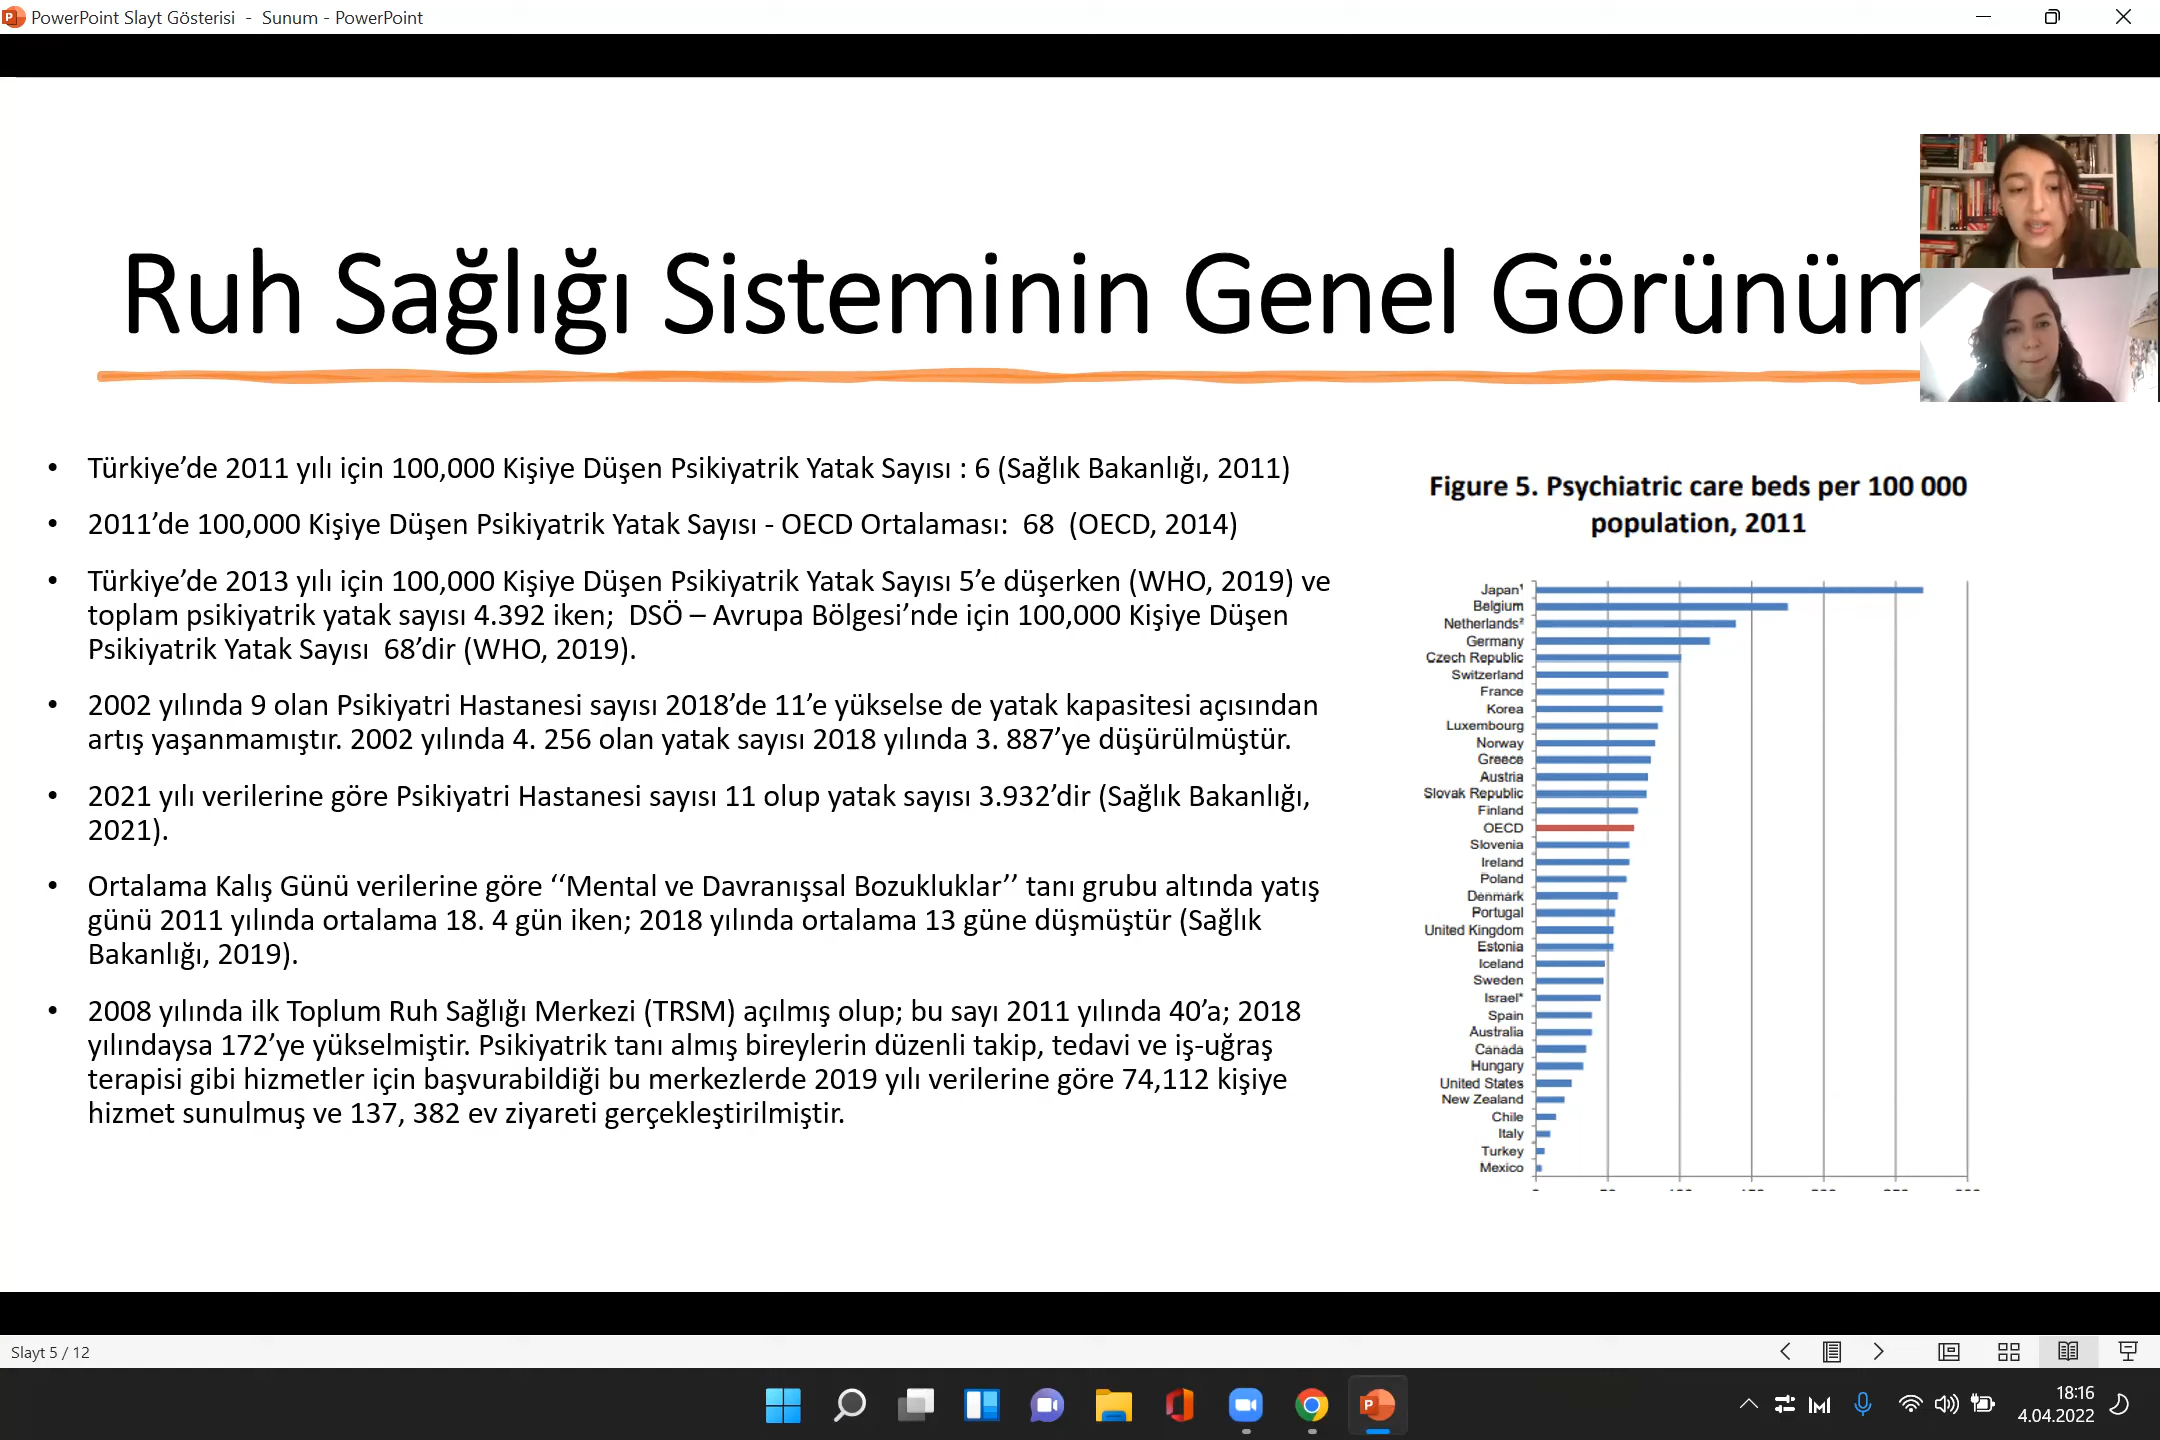 PowerPoint Slayt Gösterisi - Sunum - PowerPoint
Ruh Sağlığı Sisteminin Genel Görünüm
• Türkiye’de 2011 yılı için 100,000 Kişiye Düşen Psikiyatrik Yatak Sayısı : 6 (Sağlık Bakanlığı, 2011)
• 2011’de 100,000 Kişiye Düşen Psikiyatrik Yatak Sayısı - OECD Ortalaması: 68 (OECD, 2014)
• Türkiye’de 2013 yılı için 100,000 Kişiye Düşen Psikiyatrik Yatak Sayısı 5’e düşerken (WHO, 2019) ve
toplam psikiyatrik yatak sayısı 4.392 iken; DSÖ – Avrupa Bölgesi’nde için 100,000 Kişiye Düşen
Psikiyatrik Yatak Sayısı 68’dir (WHO, 2019).
• 2002 yılında 9 olan Psikiyatri Hastanesi sayısı 2018’de 11’e yükselse de yatak kapasitesi açısından
artış yaşanmamıştır. 2002 yılında 4. 256 olan yatak sayısı 2018 yılında 3. 887’ye düşürülmüştür.
• 2021 yılı verilerine göre Psikiyatri Hastanesi sayısı 11 olup yatak sayısı 3.932’dir (Sağlık Bakanlığı,
2021).
• Ortalama Kalış Günü verilerine göre ‘‘Mental ve Davranışsal Bozukluklar’’ tanı grubu altında yatış
günü 2011 yılında ortalama 18. 4 gün iken; 2018 yılında ortalama 13 güne düşmüştür (Sağlık
Bakanlığı, 2019).
• 2008 yılında ilk Toplum Ruh Sağlığı Merkezi (TRSM) açılmış olup; bu sayı 2011 yılında 40’a; 2018
yılındaysa 172’ye yükselmiştir. Psikiyatrik tanı almış bireylerin düzenli takip, tedavi ve iş-uğraş
terapisi gibi hizmetler için başvurabildiği bu merkezlerde 2019 yılı verilerine göre 74,112 kişiye
hizmet sunulmuş ve 137, 382 ev ziyareti gerçekleştirilmiştir.
Figure 5. Psychiatric care beds per 100 000
population, 2011
Japan¹
Belgium
Netherlands²
Germany
Czech Republic
Switzerland
France
Korea
Luxembourg
Norway
Greece
Austria
Slovak Republic
Finland
OECD
Slovenia
Ireland
Poland
Denmark
Portugal
United Kingdom
Estonia
Iceland
Sweden
Israel*
Spain
Australia
Canada
Hungary
United States
New Zealand
Chile
Italy
Turkey
Mexico
Slayt 5 / 12
18:16
4.04.2022